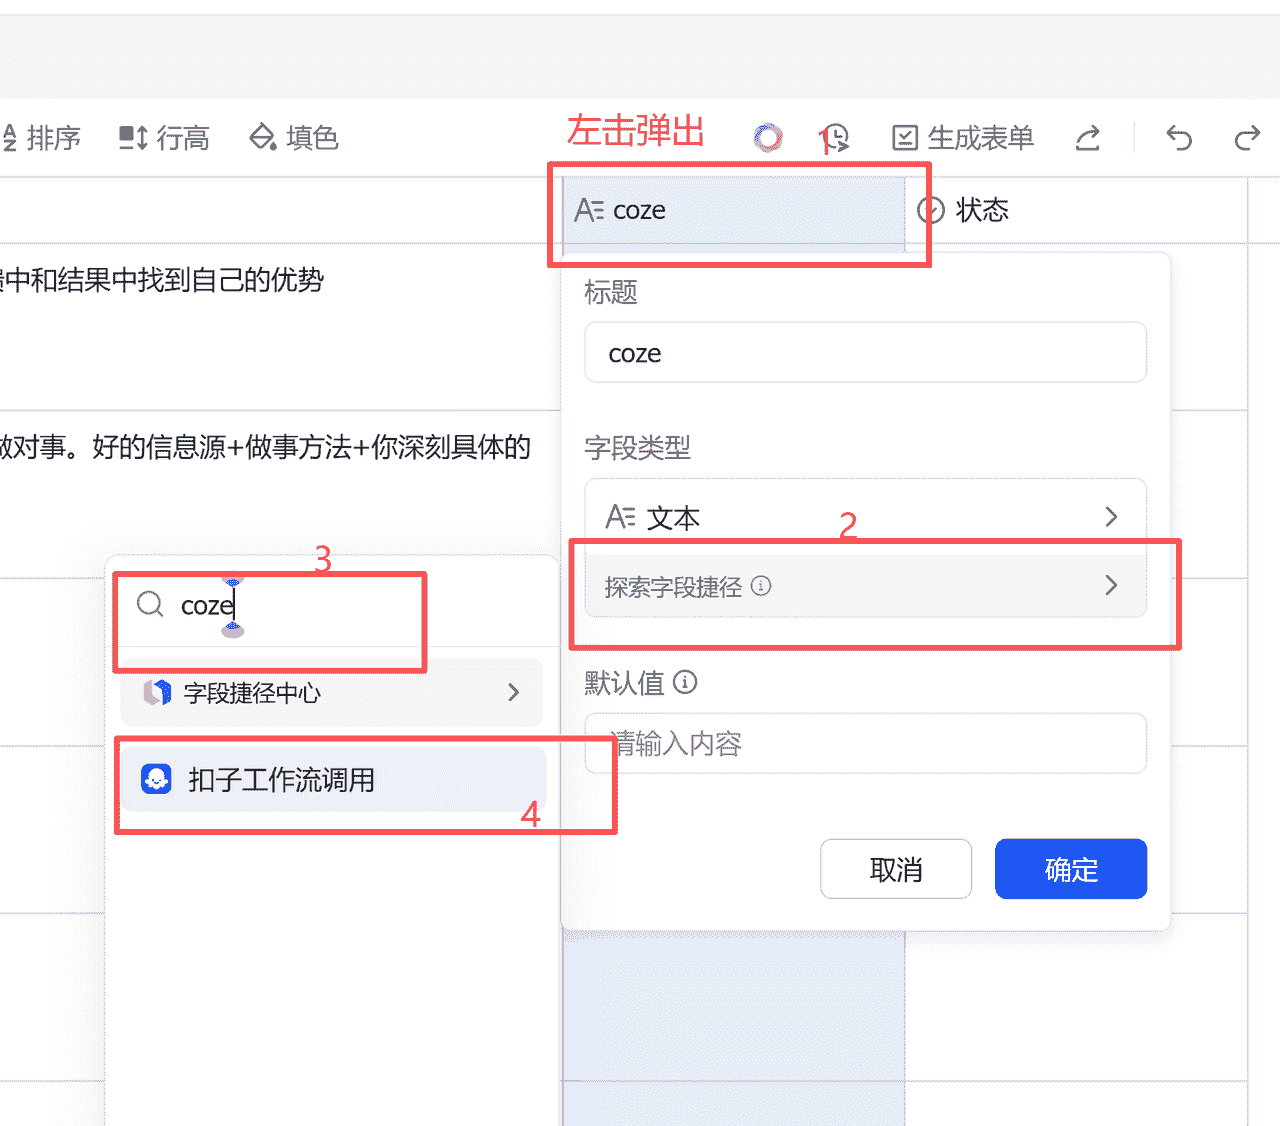 排序 行高 填色 左击弹出 1 生成表单
coze 状态
中和结果中找到自己的优势
标题
coze
做对事。好的信息源+做事方法+你深刻具体的
字段类型
文本
2
探索字段捷径
3
coze
字段捷径中心
默认值
请输入内容
扣子工作流调用
4
取消 确定